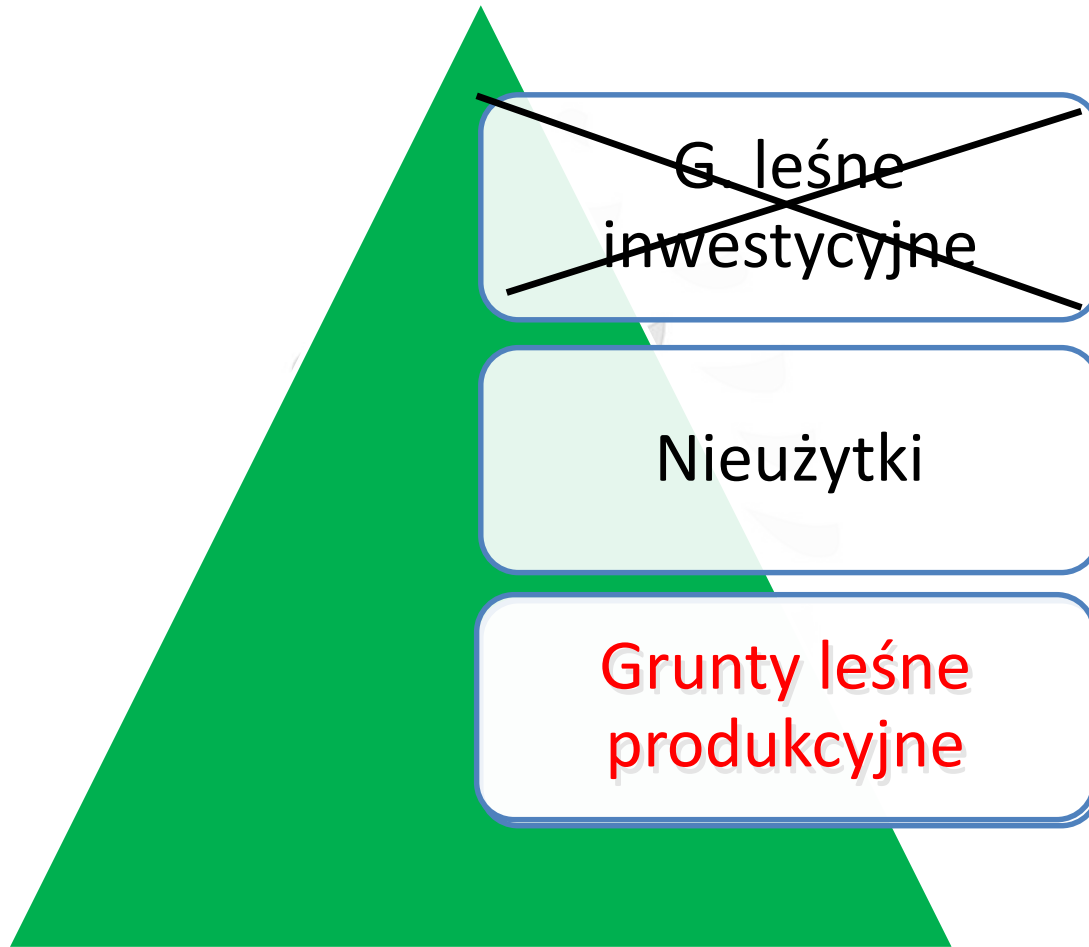 G. leśne
inwestycyjne
Nieużytki
Grunty leśne
produkcyjne